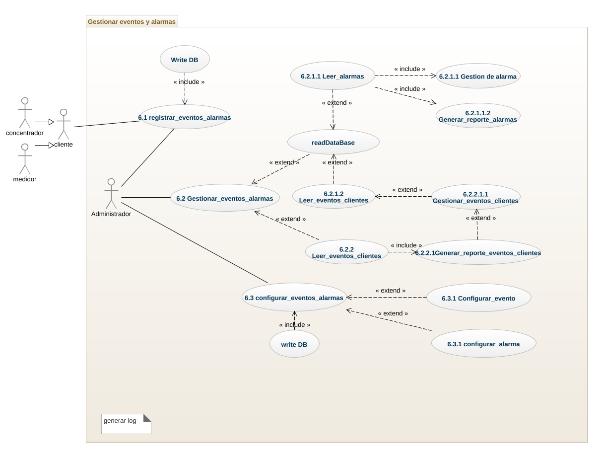 Gestionar eventos y alarmas
Write DB
« include »
6.2.1.1 Leer_alarmas
« include »
6.2.1.1 Gestion de alarma
« include »
6.2.1.1.2
Generar_reporte_alarmas
« extend »
6.1 registrar_eventos_alarmas
concentrador
cliente
medidor
readDataBase
« extend »
« extend »
Administrador
6.2 Gestionar_eventos_alarmas
6.2.1.2
Leer_eventos_clientes
« extend »
6.2.2.1.1
Gestionar_eventos_clientes
« extend »
« extend »
6.2.2
Leer_eventos_clientes
« include »
6.2.2.1Generar_reporte_eventos_clientes
6.3 configurar_eventos_alarmas
« extend »
6.3.1 Configurar_evento
« extend »
« include »
write DB
6.3.1 configurar_alarma
generar log